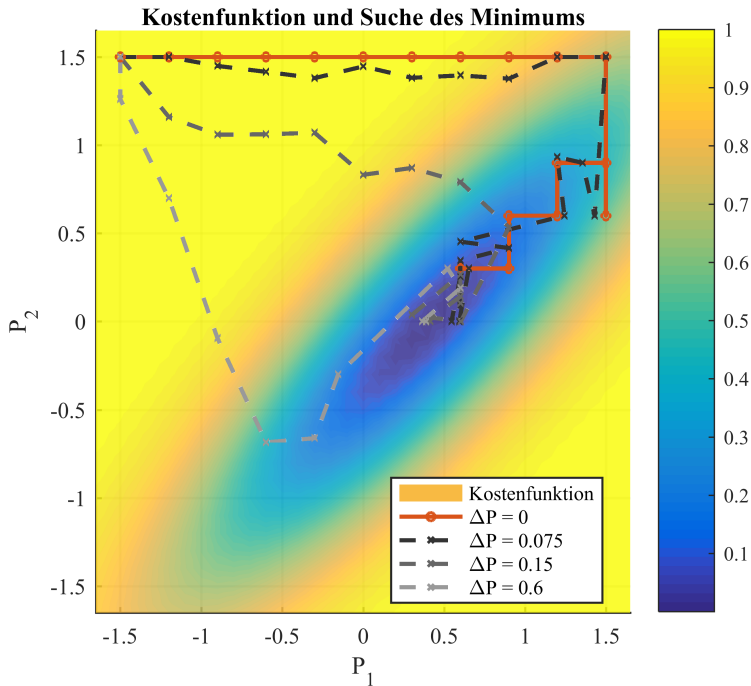 Kostenfunktion und Suche des Minimums
1.5
1
0.5
0
-0.5
-1
-1.5
P2
-1.5 -1 -0.5 0 0.5 1 1.5
P1
Kostenfunktion
ΔP = 0
ΔP = 0.075
ΔP = 0.15
ΔP = 0.6
1
0.9
0.8
0.7
0.6
0.5
0.4
0.3
0.2
0.1